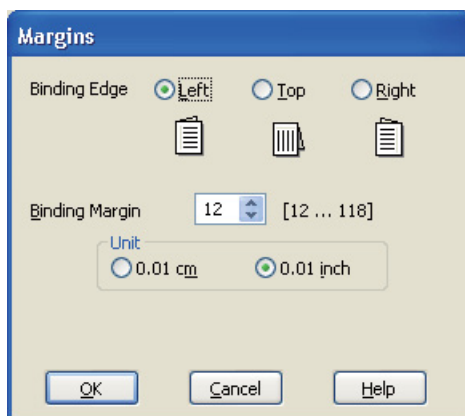 Margins
Binding Edge Left Top Right
Binding Margin 12 [12 ... 118]
Unit
0.01 cm 0.01 inch
OK Cancel Help